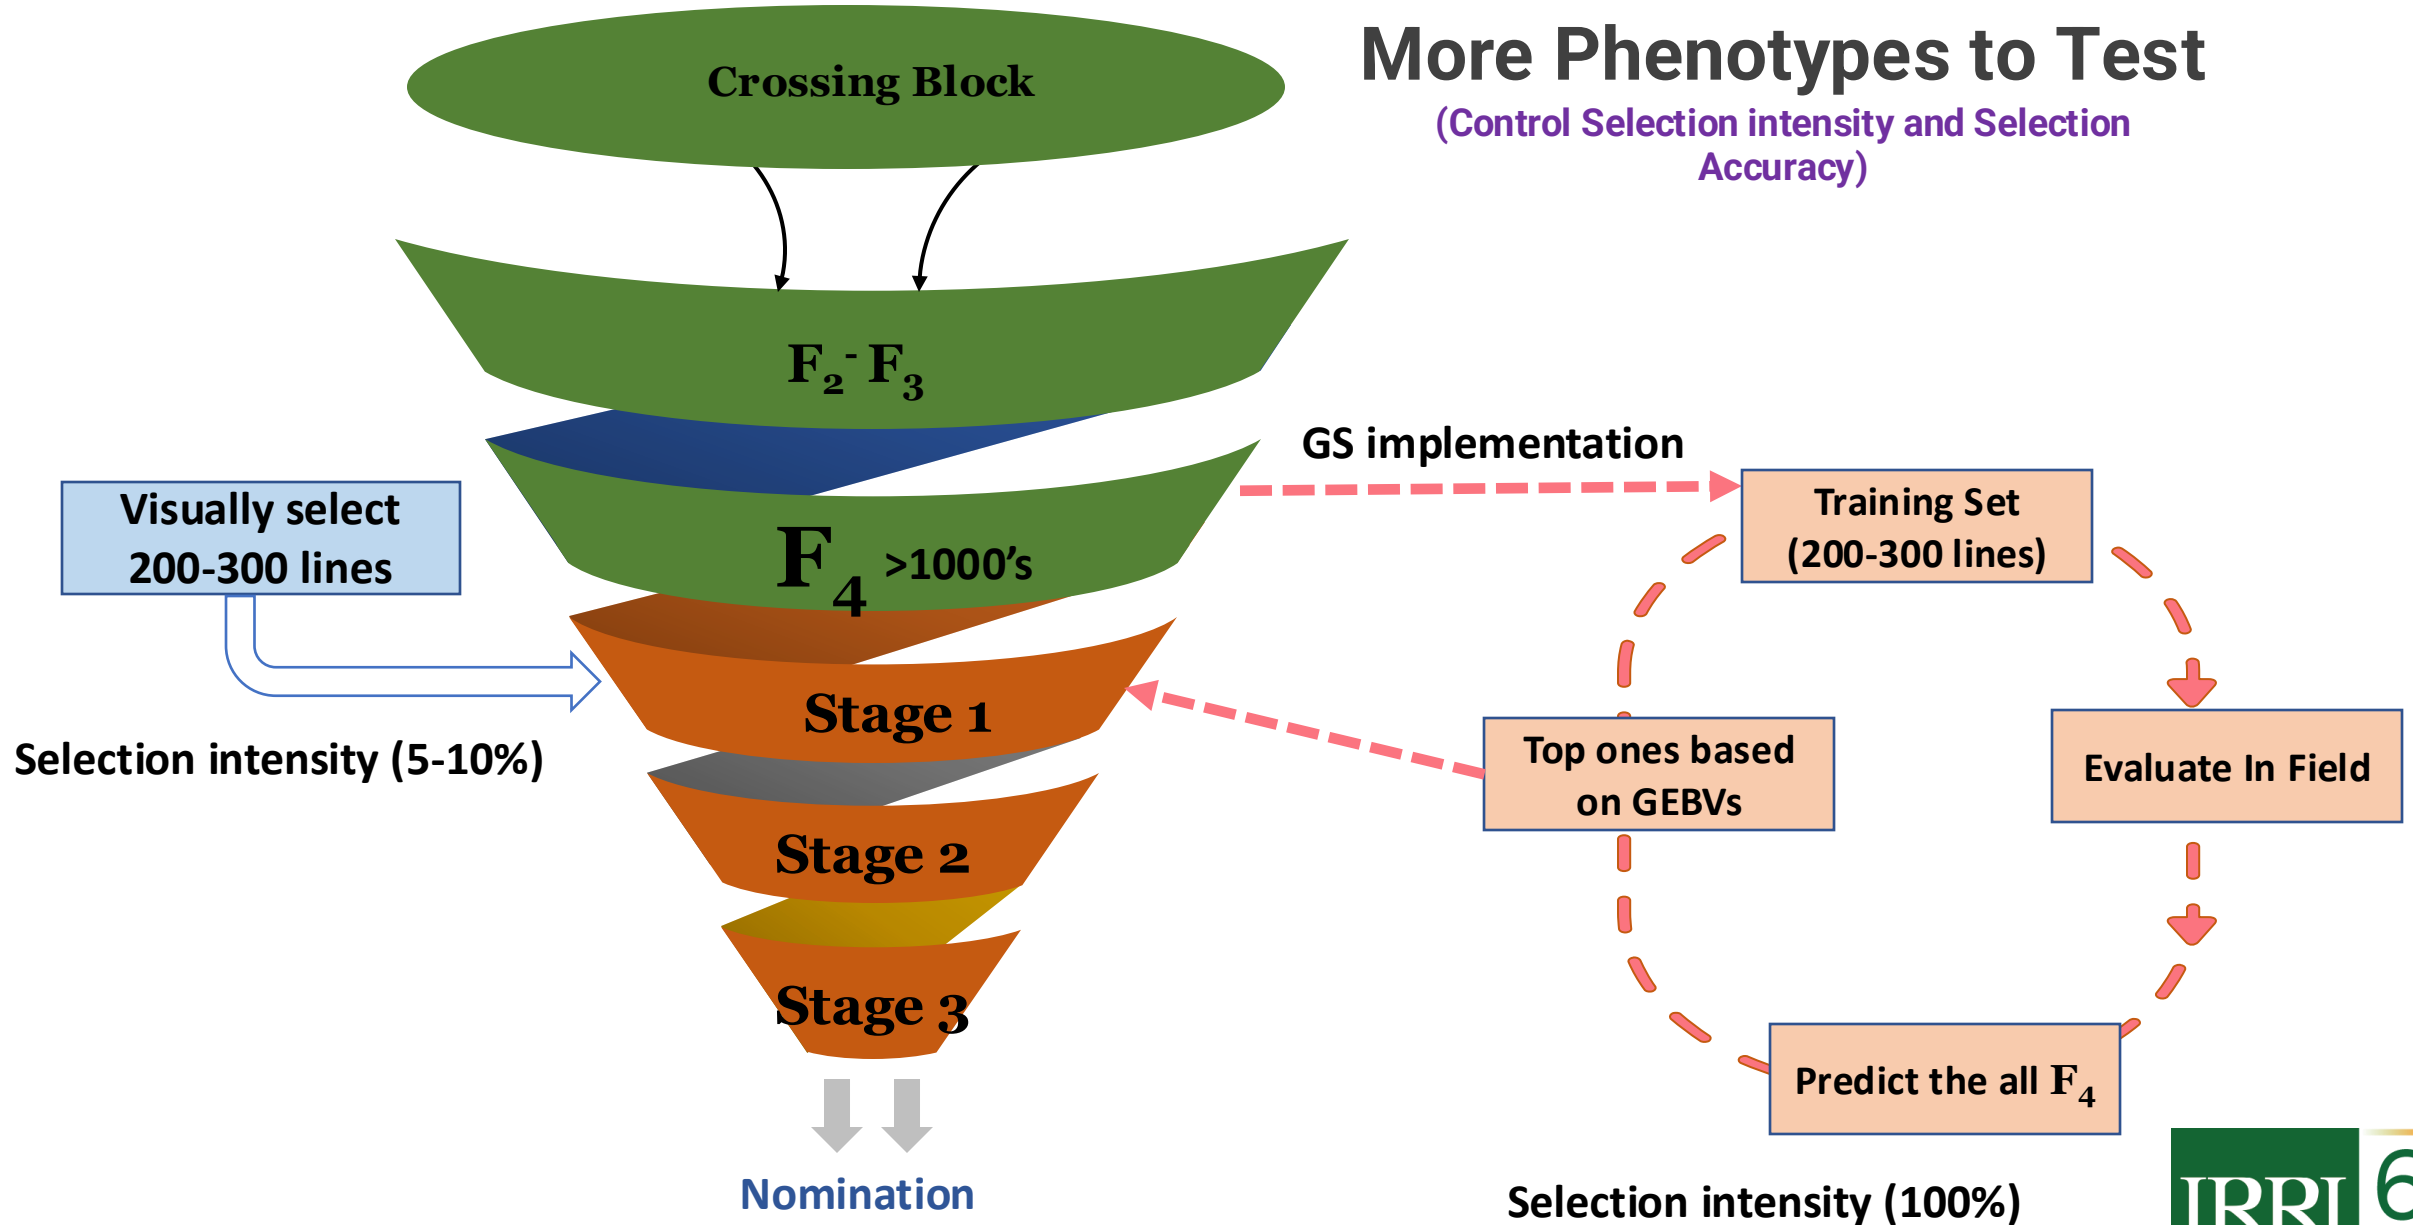 More Phenotypes to Test
(Control Selection intensity and Selection
Accuracy)
Crossing Block
F₂- F₃
GS implementation
Visually select
200-300 lines
F₄ >1000's
Training Set
(200-300 lines)
Stage 1
Selection intensity (5-10%)
Top ones based
on GEBVs
Evaluate In Field
Stage 2
Stage 3
Predict the all F₄
Nomination
Selection intensity (100%)
IRRI 6